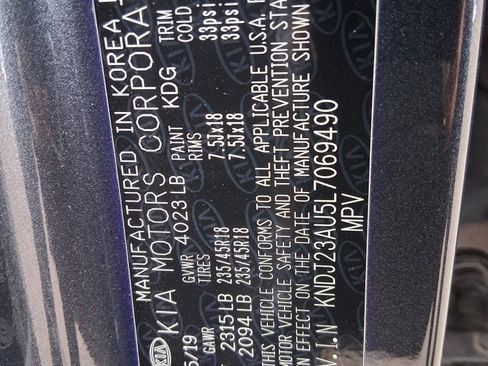 MANUFACTURED IN KOREA
KIA KIA MOTORS CORPORA
5/19 GVWR 4023 LB PAINT KDG TRIM
GAWR TIRES RIMS COLD
2315 LB 235/45R18 7.5Jx18 33psi
2094 LB 235/45R18 7.5Jx18 33psi
THIS VEHICLE CONFORMS TO ALL APPLICABLE U.S.A. F
MOTOR VEHICLE SAFETY AND THEFT PREVENTION STA
IN EFFECT ON THE DATE OF MANUFACTURE SHOWN
V.I.N KNDJ23AU5L7069490
MPV